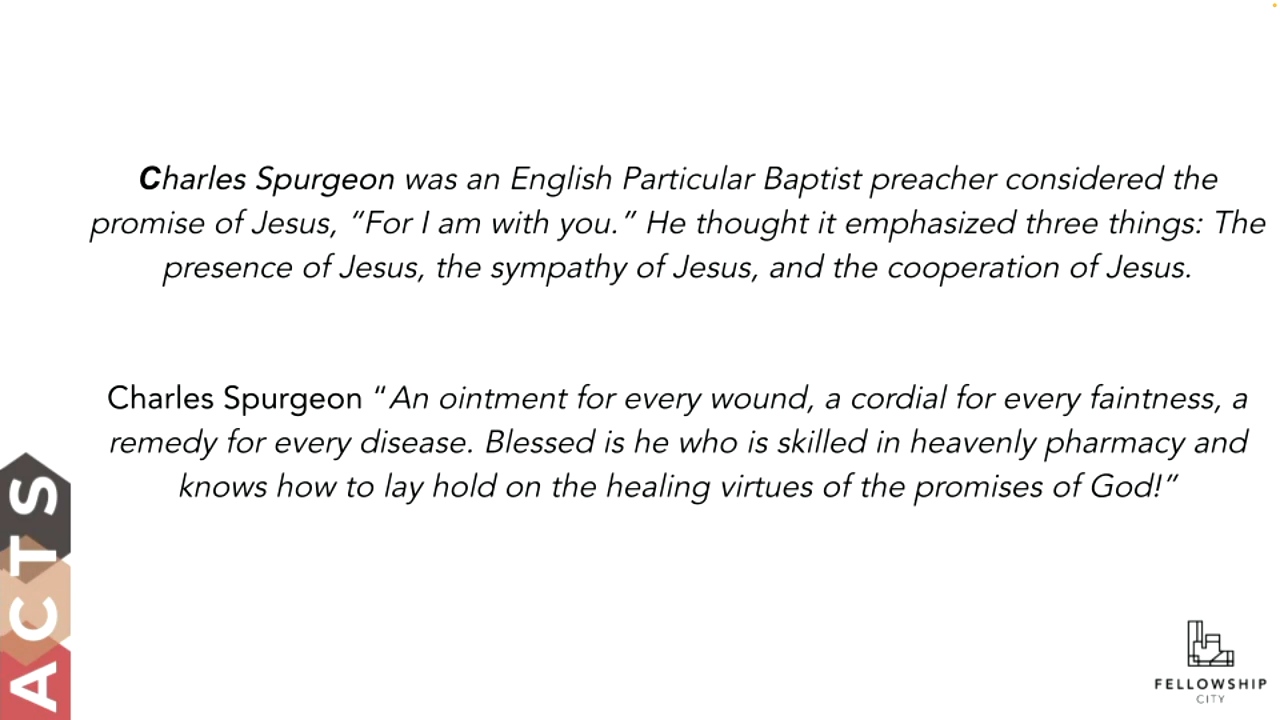 Charles Spurgeon was an English Particular Baptist preacher considered the
promise of Jesus, “For I am with you.” He thought it emphasized three things: The
presence of Jesus, the sympathy of Jesus, and the cooperation of Jesus.
Charles Spurgeon “An ointment for every wound, a cordial for every faintness, a
remedy for every disease. Blessed is he who is skilled in heavenly pharmacy and
knows how to lay hold on the healing virtues of the promises of God!”
ACTS
FELLOWSHIP
CITY